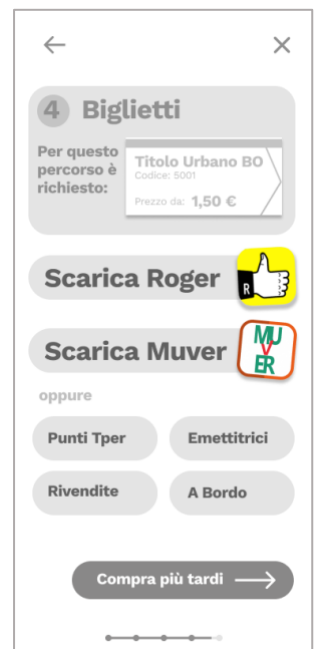 4 Biglietti
Per questo
percorso è
richiesto:
Titolo Urbano BO
Codice: 5001
Prezzo da: 1,50 €
Scarica Roger
R
Scarica Muver
MU
V
ER
oppure
Punti Tper
Emettitrici
Rivendite
A Bordo
Compra più tardi